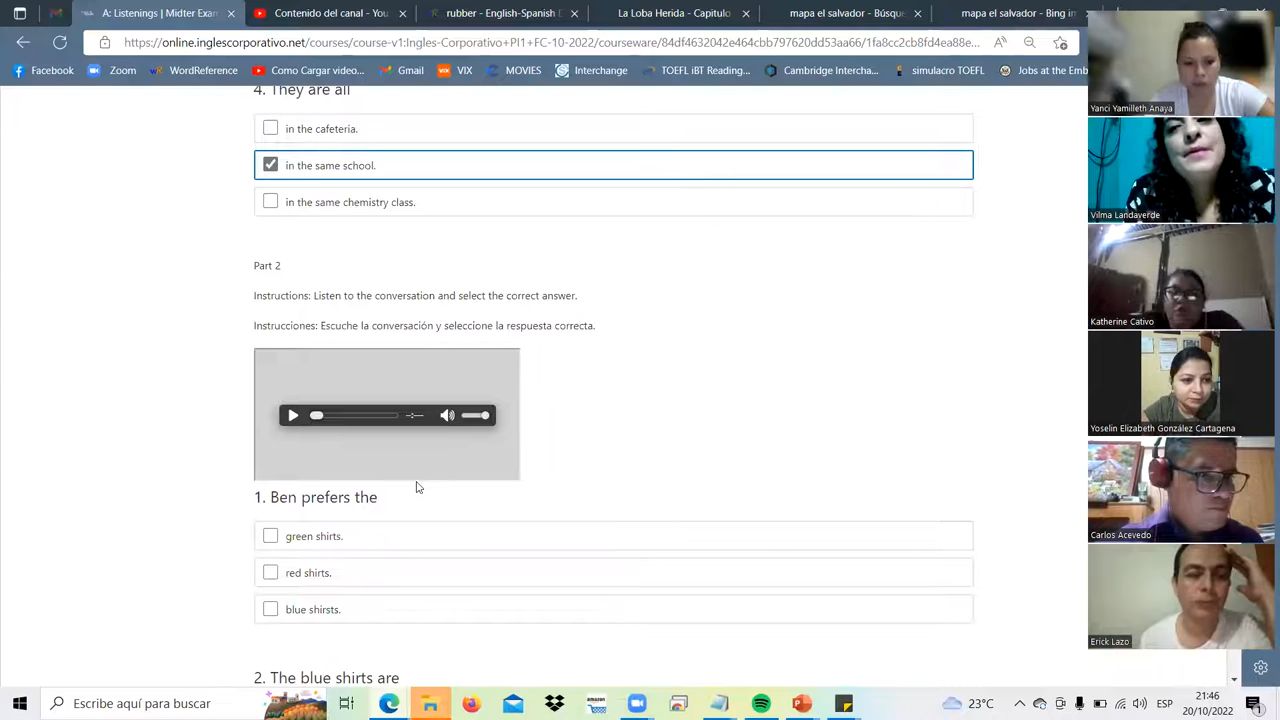 A: Listenings | Midter Exam
Contenido del canal - You
rubber - English-Spanish D
La Loba Herida - Capitulo
mapa el salvador - Búsque
mapa el salvador - Bing im
https://online.inglescorporativo.net/courses/course-v1:Ingles-Corporativo+PI1+FC-10-2022/courseware/84df4632042e464cbb797620dd53aa66/1fa8cc2cb8fd4ea88e...
Facebook
Zoom
WordReference
Como Cargar video...
Gmail
VIX
MOVIES
Interchange
TOEFL iBT Reading...
Cambridge Intercha...
simulacro TOEFL
Jobs at the Emb
4. They are all
in the cafeteria.
in the same school.
in the same chemistry class.
Part 2
Instructions: Listen to the conversation and select the correct answer.
Instrucciones: Escuche la conversación y seleccione la respuesta correcta.
1. Ben prefers the
green shirts.
red shirts.
blue shirsts.
2. The blue shirts are
Yanci Yamilleth Anaya
Vilma Landaverde
Katherine Cativo
Yoselin Elizabeth González Cartagena
Carlos Acevedo
Erick Lazo
Escribe aquí para buscar
amazon
23°C
ESP
21:46
20/10/2022
1